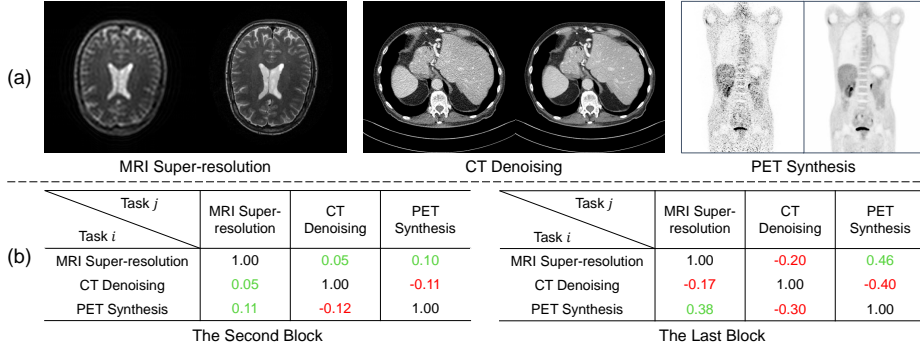 (a)
MRI Super-resolution CT Denoising PET Synthesis
(b)
Task j MRI Super-resolution CT Denoising PET Synthesis
Task i
MRI Super-resolution 1.00 0.05 0.10
CT Denoising 0.05 1.00 -0.11
PET Synthesis 0.11 -0.12 1.00
The Second Block
Task j MRI Super-resolution CT Denoising PET Synthesis
Task i
MRI Super-resolution 1.00 -0.20 0.46
CT Denoising -0.17 1.00 -0.40
PET Synthesis 0.38 -0.30 1.00
The Last Block